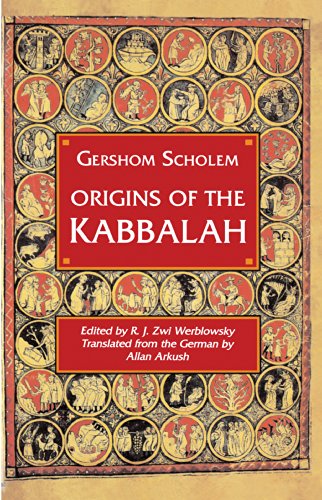 GERSHOM SCHOLEM
ORIGINS OF THE
KABBALAH
Edited by R. J. Zwi Werblowsky
Translated from the German by
Allan Arkush